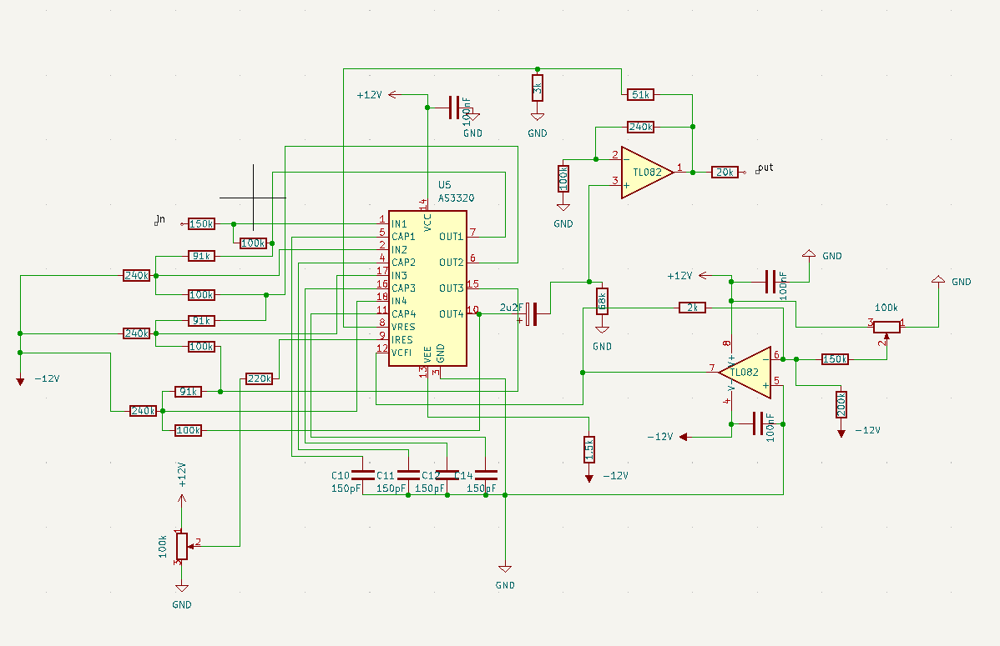 3k
51k
+12V
100nF
GND
GND
240k
2
1
TL082
3
100k
20k
out
GND
U5
AS3320
14
VCC
In
150k
100k
91k
240k
100k
91k
240k
100k
220k
91k
240k
100k
1 IN1
5 CAP1 OUT1 7
2 IN2
4 CAP2 OUT2 6
17 IN3
16 CAP3 OUT3 15
18 IN4
11 CAP4 OUT4 10
8 VRES
9 IRES
12 VCFI
VEE
GND
13
3
2u2F
+
68k
GND
2k
+12V
100nF
GND
GND
100k
3
1
2
8
V+
6
150k
7
TL082
5
V-
4
200k
-12V
-12V
100nF
-12V
1.5k
-12V
C10
150pF
C11
150pF
C12
150pF
C14
150pF
+12V
1
100k
2
3
GND
GND